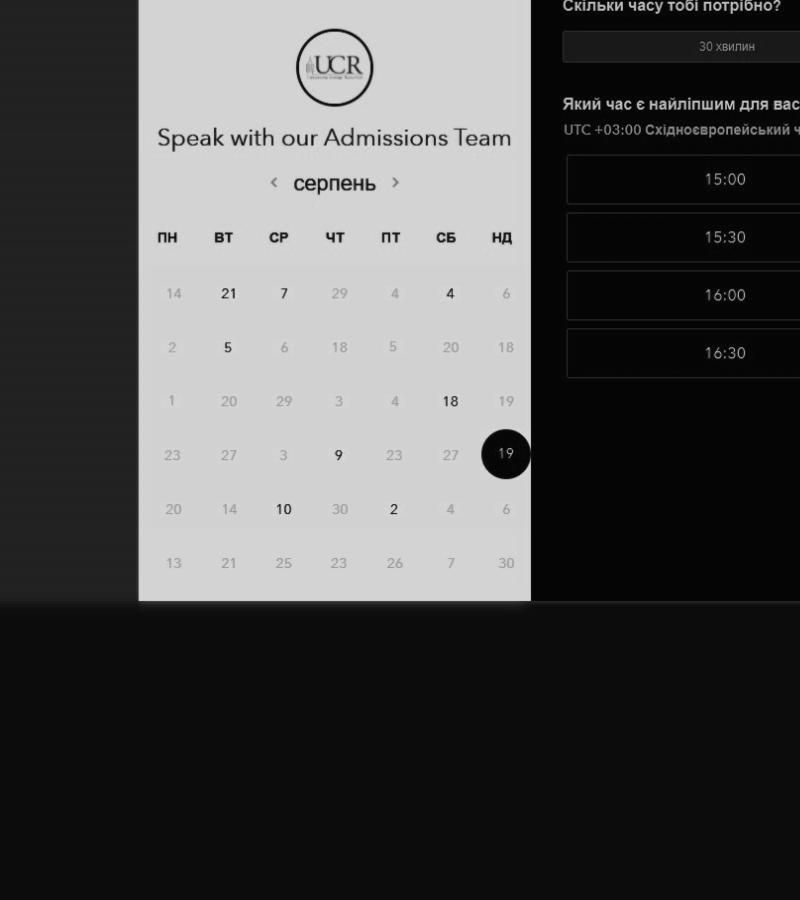 UCR
Speak with our Admissions Team
< серпень >
ПН ВТ СР ЧТ ПТ СБ НД
14 21 7 29 4 4 6
2 5 6 18 5 20 18
1 20 29 3 4 18 19
23 27 3 9 23 27 19
20 14 10 30 2 4 6
13 21 25 23 26 7 30
Скільки часу тобі потрібно?
30 хвилин
Який час є найліпшим для вас
UTC +03:00 Східноєвропейський ч
15:00
15:30
16:00
16:30